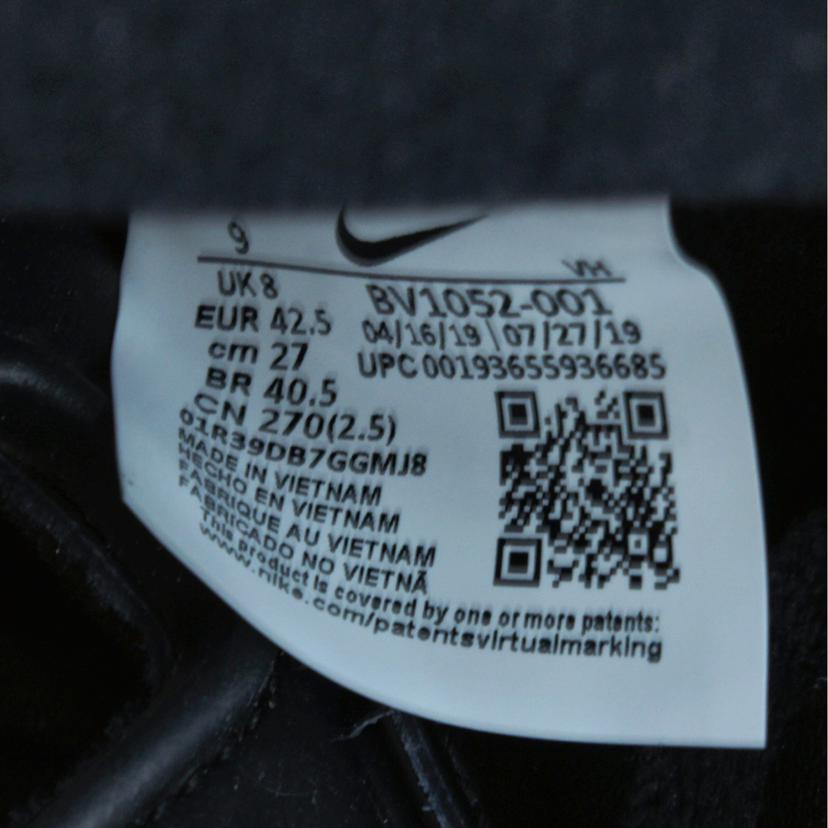 9
VH
UK 8
BV1052-001
EUR 42.5
04/16/19 \ 07/27/19
cm 27
UPC 00193655936685
BR 40.5
CN 270(2.5)
01R39DB7GGMJ8
MADE IN VIETNAM
HECHO EN VIETNAM
FABRIQUE AU VIETNAM
FABRICADO NO VIETNÃ
This product is covered by one or more patents:
www.nike.com/patentsvirtualmarking